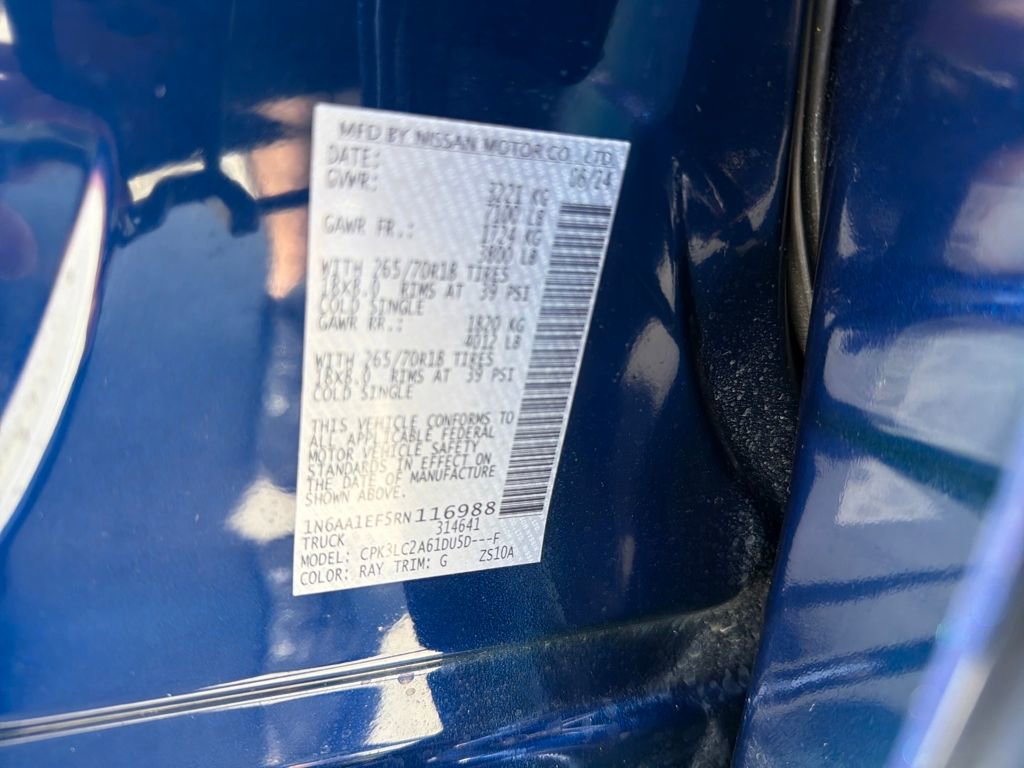 MFD BY NISSAN MOTOR CO., LTD.
DATE: 06/24
GVWR: 3221 KG
7100 LB
GAWR FR.: 1724 KG
3800 LB
WITH 265/70R18 TIRES
18X8.0 RIMS AT 39 PSI
COLD SINGLE
GAWR RR.: 1820 KG
4012 LB
WITH 265/70R18 TIRES
18X8.0 RIMS AT 39 PSI
COLD SINGLE
THIS VEHICLE CONFORMS TO
ALL APPLICABLE FEDERAL
MOTOR VEHICLE SAFETY
STANDARDS IN EFFECT ON
THE DATE OF MANUFACTURE
SHOWN ABOVE.
1N6AA1EF5RN116988
TRUCK 314641
MODEL: CPK3LC2A61DU5D---F
COLOR: RAY TRIM: G ZS10A